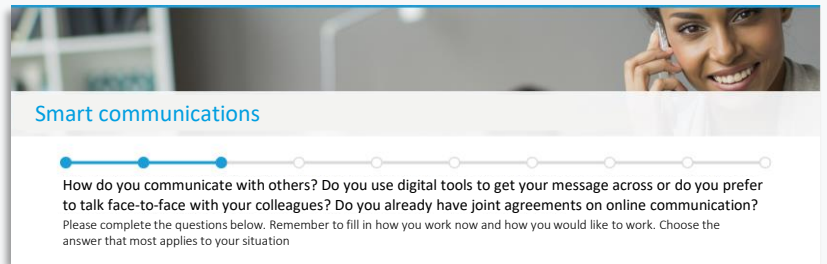 Smart communications
How do you communicate with others? Do you use digital tools to get your message across or do you prefer
to talk face-to-face with your colleagues? Do you already have joint agreements on online communication?
Please complete the questions below. Remember to fill in how you work now and how you would like to work. Choose the
answer that most applies to your situation